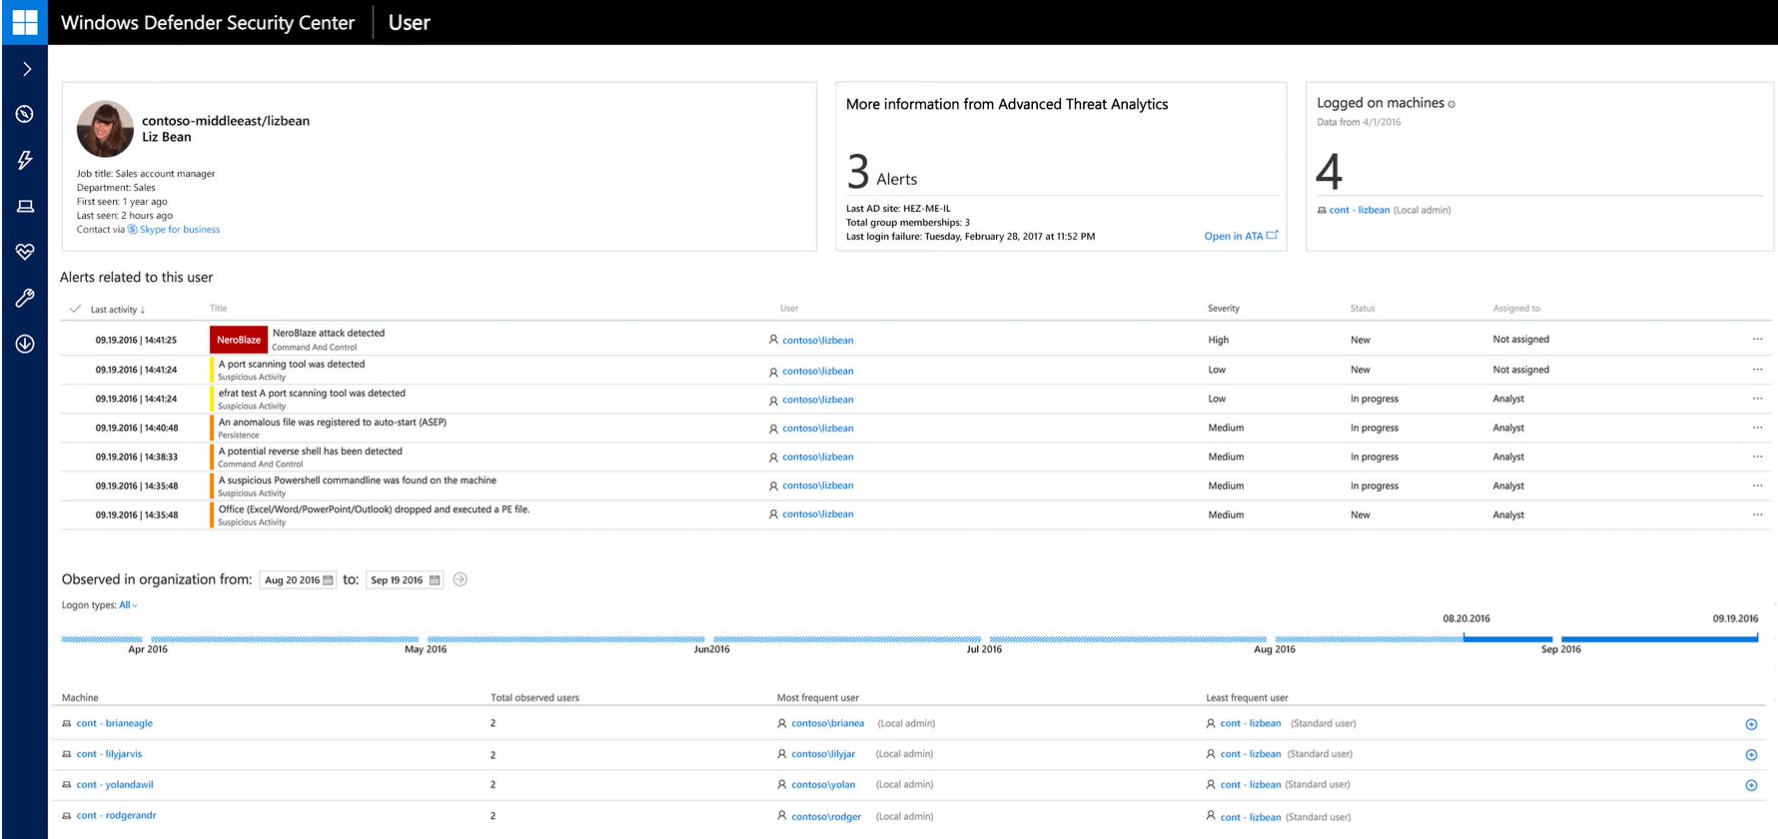 Windows Defender Security Center User
contoso-middleeast/lizbean
Liz Bean
Job title: Sales account manager
Department: Sales
First seen: 1 year ago
Last seen: 2 hours ago
Contact via Skype for business
More information from Advanced Threat Analytics
3 Alerts
Last AD site: HEZ-ME-IL
Total group memberships: 3
Last login failure: Tuesday, February 28, 2017 at 11:52 PM
Open in ATA
Logged on machines
Data from 4/1/2016
4
cont - lizbean (Local admin)
Alerts related to this user
Last activity ↓ Title User Severity Status Assigned to
09.19.2016 | 14:41:25 NeroBlaze NeroBlaze attack detected contoso\lizbean High New Not assigned ...
Command And Control
09.19.2016 | 14:41:24 A port scanning tool was detected contoso\lizbean Low New Not assigned ...
Suspicious Activity
09.19.2016 | 14:41:24 efrat test A port scanning tool was detected contoso\lizbean Low In progress Analyst ...
Suspicious Activity
09.19.2016 | 14:40:48 An anomalous file was registered to auto-start (ASEP) contoso\lizbean Medium In progress Analyst ...
Persistence
09.19.2016 | 14:38:33 A potential reverse shell has been detected contoso\lizbean Medium In progress Analyst ...
Command And Control
09.19.2016 | 14:35:48 A suspicious Powershell commandline was found on the machine contoso\lizbean Medium In progress Analyst ...
Suspicious Activity
09.19.2016 | 14:35:48 Office (Excel/Word/PowerPoint/Outlook) dropped and executed a PE file. contoso\lizbean Medium New Analyst ...
Suspicious Activity
Observed in organization from: Aug 20 2016 to: Sep 19 2016
Logon types: All
08.20.2016 09.19.2016
Apr 2016 May 2016 Jun2016 Jul 2016 Aug 2016 Sep 2016
Machine Total observed users Most frequent user Least frequent user
cont - brianeagle 2 contoso\brianea (Local admin) cont - lizbean (Standard user)
cont - lilyjarvis 2 contoso\lilyjar (Local admin) cont - lizbean (Standard user)
cont - yolandawil 2 contoso\yolan (Local admin) cont - lizbean (Standard user)
cont - rodgerandr 2 contoso\rodger (Local admin) cont - lizbean (Standard user)